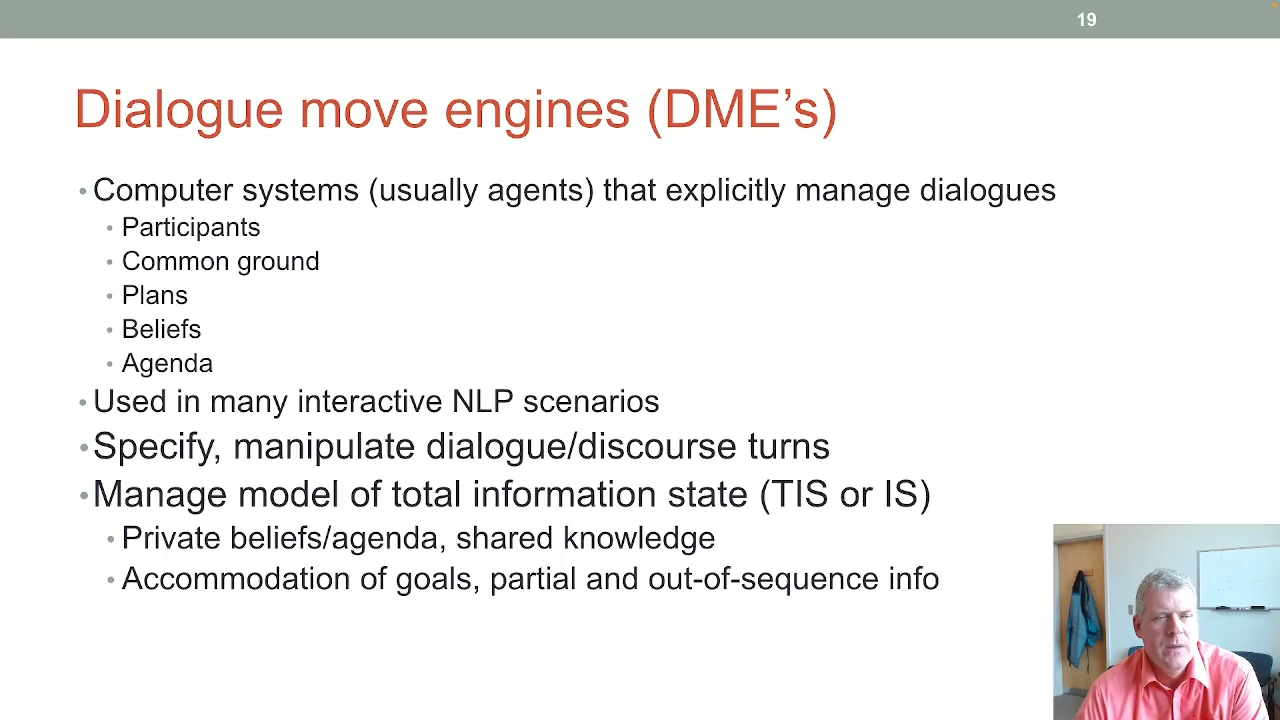 19
Dialogue move engines (DME's)
• Computer systems (usually agents) that explicitly manage dialogues
• Participants
• Common ground
• Plans
• Beliefs
• Agenda
• Used in many interactive NLP scenarios
• Specify, manipulate dialogue/discourse turns
• Manage model of total information state (TIS or IS)
• Private beliefs/agenda, shared knowledge
• Accommodation of goals, partial and out-of-sequence info